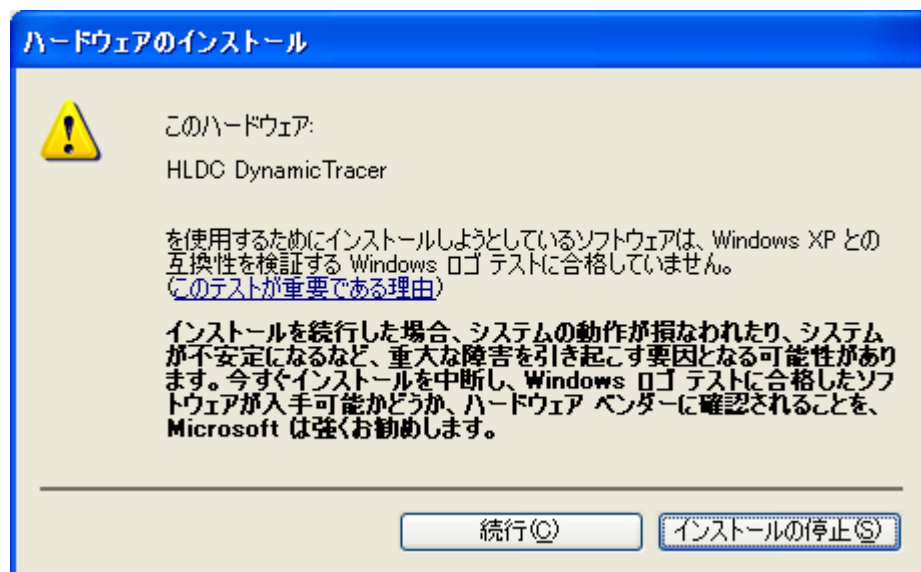 ハードウェアのインストール
このハードウェア:
HLDC DynamicTracer
を使用するためにインストールしようとしているソフトウェアは、Windows XP との
互換性を検証する Windows ロゴ テストに合格していません。
(このテストが重要である理由)
インストールを続行した場合、システムの動作が損なわれたり、システム
が不安定になるなど、重大な障害を引き起こす要因となる可能性があり
ます。今すぐインストールを中断し、Windows ロゴ テストに合格したソフ
トウェアが入手可能かどうか、ハードウェア ベンダーに確認されることを、
Microsoft は強くお勧めします。
続行(C)
インストールの停止(S)